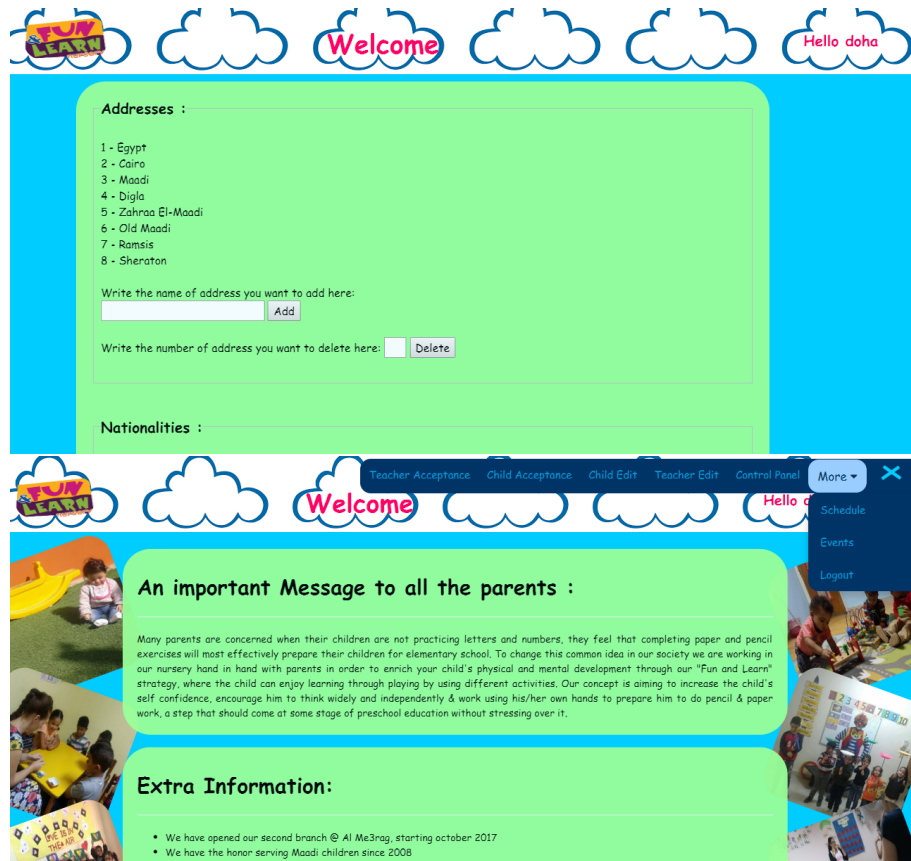 FUN
& LEARN
Welcome
Hello doha
Addresses :
1 - Egypt
2 - Cairo
3 - Maadi
4 - Digla
5 - Zahraa El-Maadi
6 - Old Maadi
7 - Ramsis
8 - Sheraton
Write the name of address you want to add here:
Add
Write the number of address you want to delete here:
Delete
Nationalities :
Teacher Acceptance Child Acceptance Child Edit Teacher Edit Control Panel More
FUN
& LEARN
Welcome
Hello d
Schedule
Events
Logout
An important Message to all the parents :
Many parents are concerned when their children are not practicing letters and numbers, they feel that completing paper and pencil
exercises will most effectively prepare their children for elementary school. To change this common idea in our society we are working in
our nursery hand in hand with parents in order to enrich your child's physical and mental development through our "Fun and Learn"
strategy, where the child can enjoy learning through playing by using different activities. Our concept is aiming to increase the child's
self confidence, encourage him to think widely and independently & work using his/her own hands to prepare him to do pencil & paper
work, a step that should come at some stage of preschool education without stressing over it.
Extra Information:
• We have opened our second branch @ Al Me3rag, starting october 2017
• We have the honor serving Maadi children since 2008